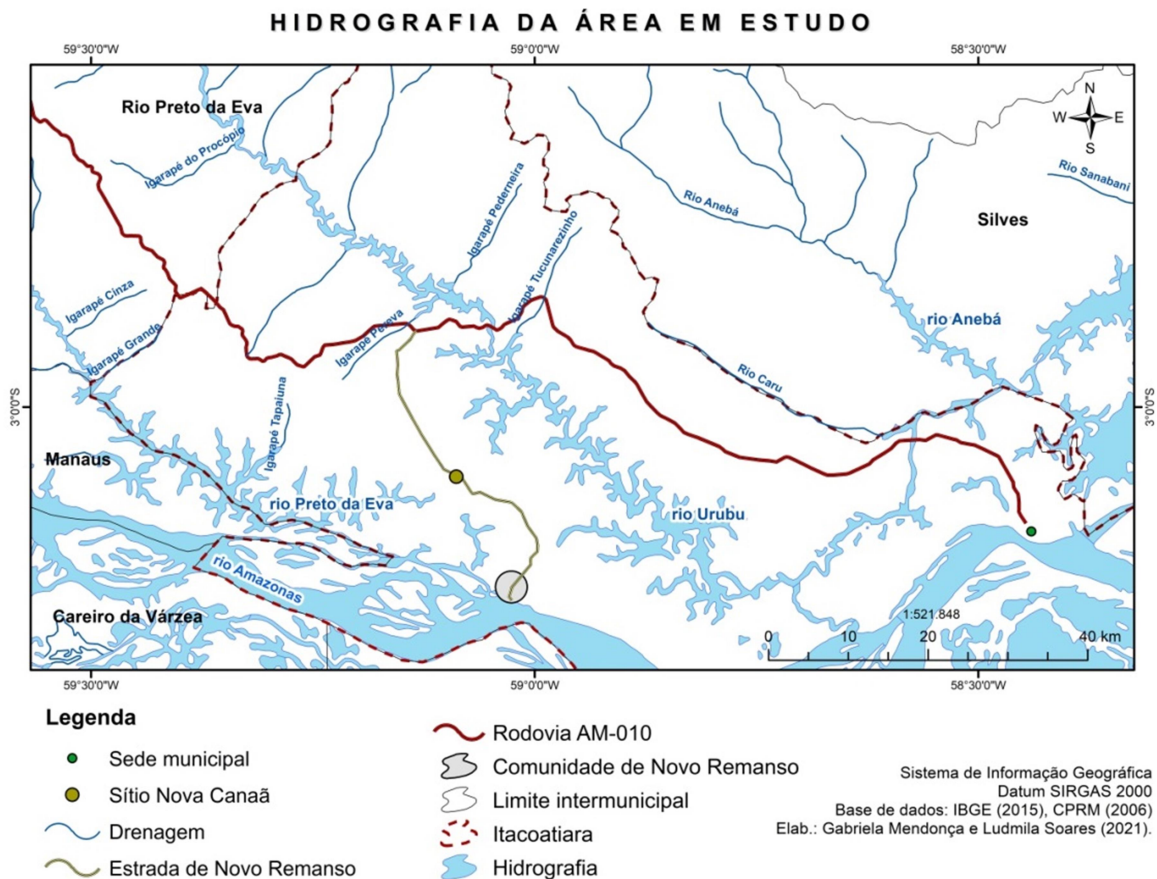 HIDROGRAFIA DA ÁREA EM ESTUDO
59°30'0"W
59°0'0"W
58°30'0"W
Rio Preto da Eva
N
W E
S
Igarapé do Procópio
Igarapé Pederneira
Rio Sanabani
Rio Anebá
Silves
Igarapé Tucunarezinho
Igarapé Cinza
Igarapé Grande
Igarapé Pereva
rio Anebá
Rio Caru
3°0'0"S
3°0'0"S
Igarapé Tapaiuna
Manaus
rio Preto da Eva
rio Urubu
rio Amazonas
Careiro da Várzea
1:521.848
0 10 20 40 km
59°30'0"W
59°0'0"W
58°30'0"W
Legenda
Sede municipal
Sítio Nova Canaã
Drenagem
Estrada de Novo Remanso
Rodovia AM-010
Comunidade de Novo Remanso
Limite intermunicipal
Itacoatiara
Hidrografia
Sistema de Informação Geográfica
Datum SIRGAS 2000
Base de dados: IBGE (2015), CPRM (2006)
Elab.: Gabriela Mendonça e Ludmila Soares (2021).